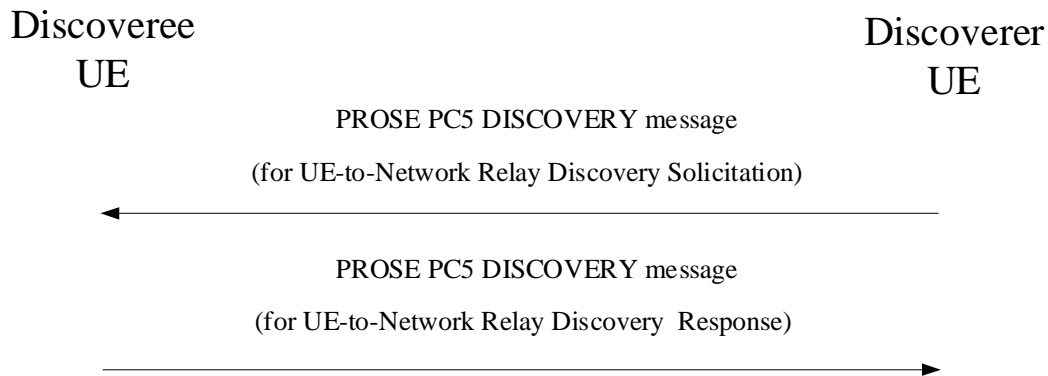 Discoveree
UE
Discoverer
UE
PROSE PC5 DISCOVERY message
(for UE-to-Network Relay Discovery Solicitation)
PROSE PC5 DISCOVERY message
(for UE-to-Network Relay Discovery Response)